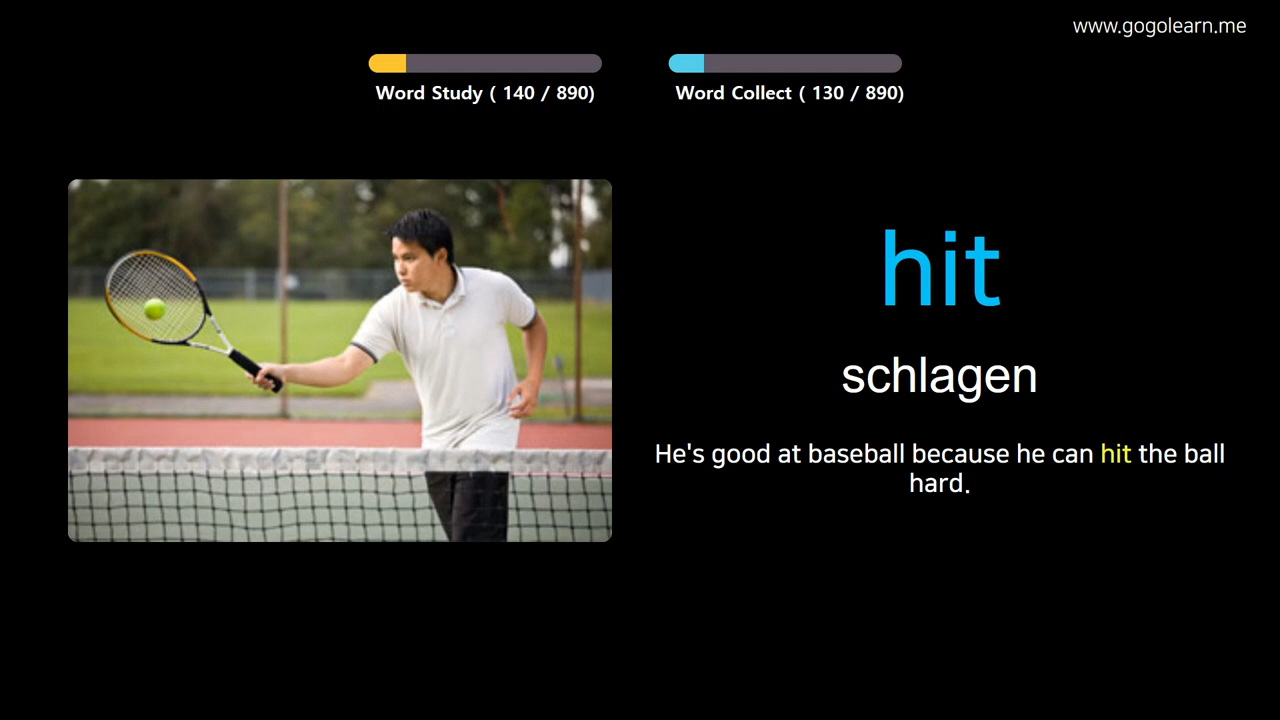 www.gogolearn.me
Word Study ( 140 / 890)
Word Collect ( 130 / 890)
hit
schlagen
He's good at baseball because he can hit the ball
hard.